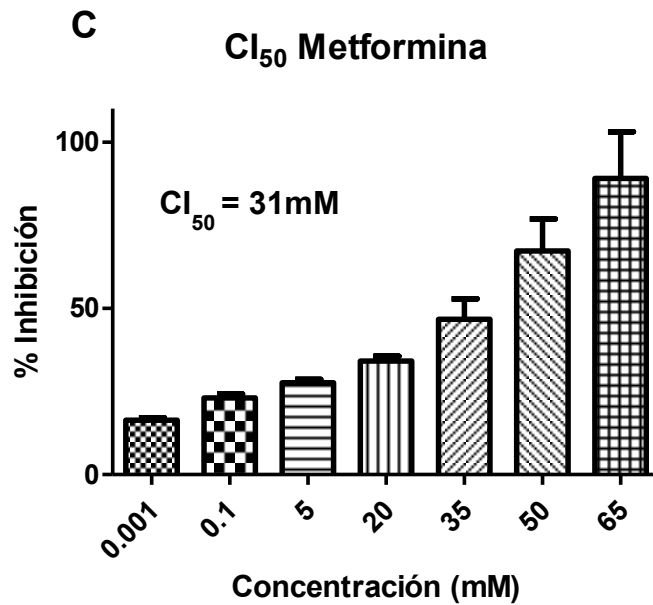 C
CI50 Metformina
100
CI50 = 31mM
50
0
% Inhibición
0.001 0.1 5 20 35 50 65
Concentración (mM)